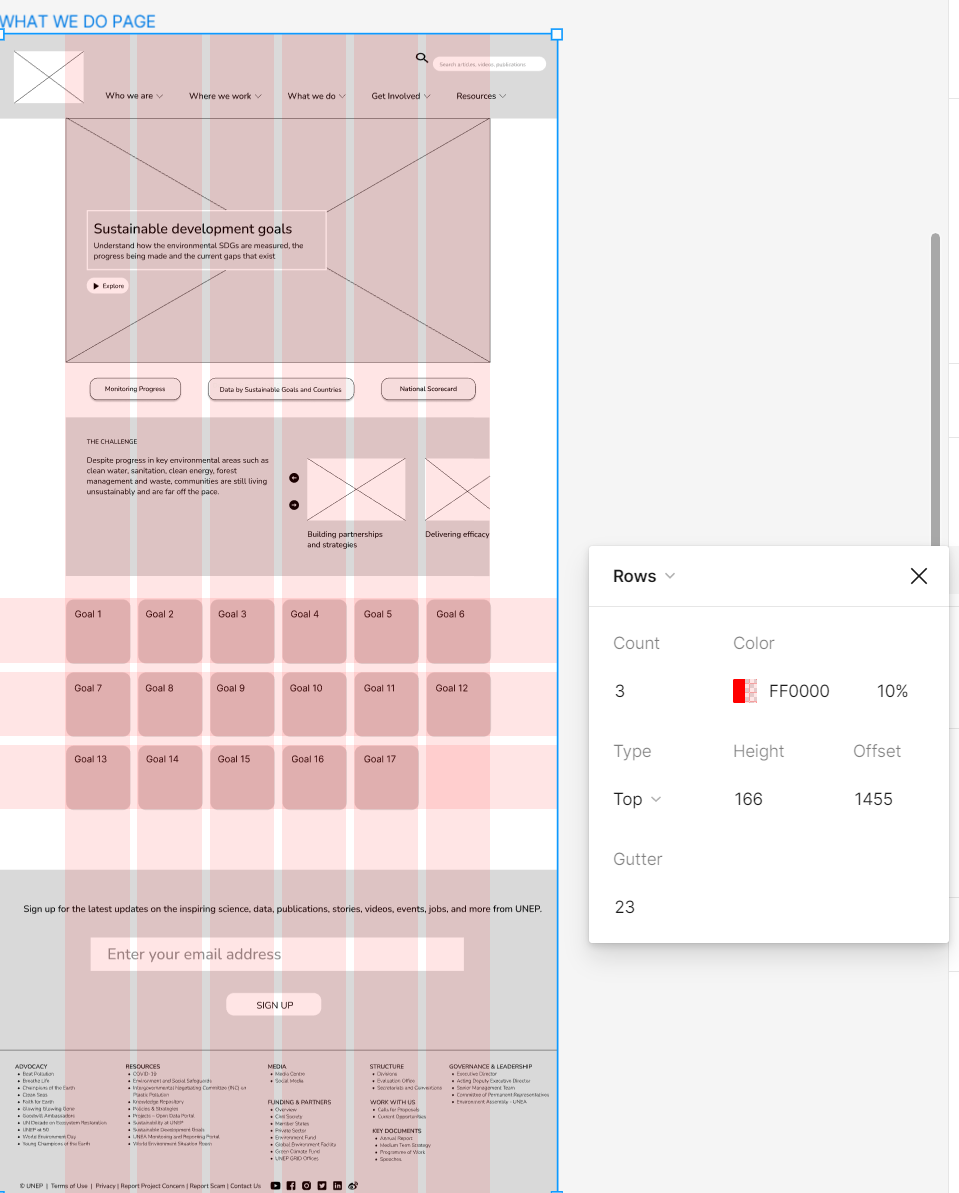 WHAT WE DO PAGE
Search articles, videos, publications
Who we are
Where we work
What we do
Get Involved
Resources
Sustainable development goals
Understand how the environmental SDGs are measured, the
progress being made and the current gaps that exist
Explore
Monitoring Progress
Data by Sustainable Goals and Countries
National Scorecard
THE CHALLENGE
Despite progress in key environmental areas such as
clean water, sanitation, clean energy, forest
management and waste, communities are still living
unsustainably and are far off the pace.
Building partnerships
and strategies
Delivering efficacy
Goal 1
Goal 2
Goal 3
Goal 4
Goal 5
Goal 6
Goal 7
Goal 8
Goal 9
Goal 10
Goal 11
Goal 12
Goal 13
Goal 14
Goal 15
Goal 16
Goal 17
Sign up for the latest updates on the inspiring science, data, publications, stories, videos, events, jobs, and more from UNEP.
Enter your email address
SIGN UP
ADVOCACY
Beat Pollution
Breathe Life
Champions of the Earth
Clean Seas
Faith for Earth
Glowing Glowing Gone
Goodwill Ambassadors
UN Decade on Ecosystem Restoration
UNEP at 50
World Environment Day
Young Champions of the Earth
RESOURCES
COVID-19
Environment and Social Safeguards
Intergovernmental Negotiating Committee (INC) on
Plastic Pollution
Knowledge Repository
Policies & Strategies
Projects - Open Data Portal
Sustainability at UNEP
Sustainable Development Goals
UNEA Monitoring and Reporting Portal
World Environment Situation Room
MEDIA
Media Centre
Social Media
FUNDING & PARTNERS
Overview
Civil Society
Member States
Private Sector
Environment Fund
Global Environment Facility
Green Climate Fund
UNEP GRID Offices
STRUCTURE
Divisions
Evaluation Office
Secretariats and Conventions
WORK WITH US
Calls for Proposals
Current Opportunities
KEY DOCUMENTS
Annual Report
Medium Term Strategy
Programme of Work
Speeches
GOVERNANCE & LEADERSHIP
Executive Director
Acting Deputy Executive Director
Senior Management Team
Committee of Permanent Representatives
Environment Assembly - UNEA
© UNEP | Terms of Use | Privacy | Report Project Concern | Report Scam | Contact Us
Rows
Count
Color
3
FF0000
10%
Type
Height
Offset
Top
166
1455
Gutter
23